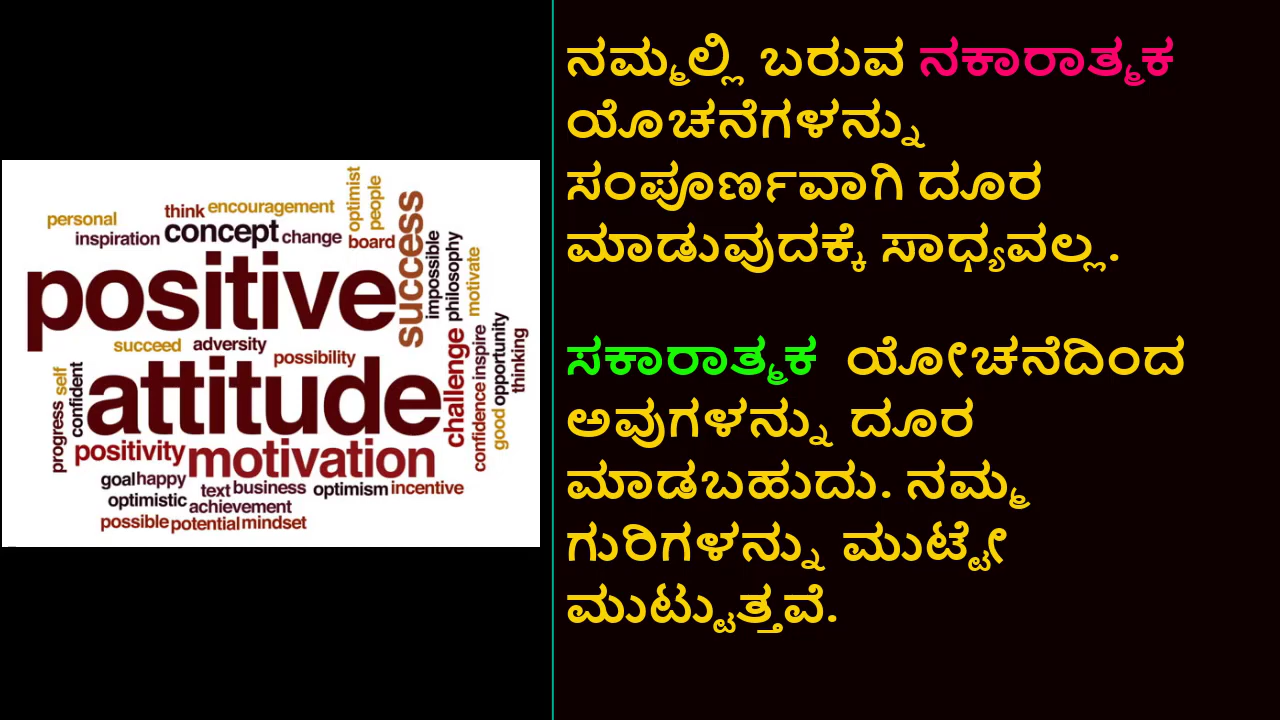 personal
think encouragement
optimist
people
inspiration concept change board
success
impossible
philosophy
motivate
positive
succeed adversity
possibility
attitude
self
confident
progress
challenge
confidence inspire
good opportunity
thinking
positivity motivation
goal happy
text business optimism incentive
optimistic achievement
possible potential mindset
ನಮ್ಮಲ್ಲಿ ಬರುವ ನಕಾರಾತ್ಮಕ
ಯೊಚನೆಗಳನ್ನು
ಸಂಪೂರ್ಣವಾಗಿ ದೂರ
ಮಾಡುವುದಕ್ಕೆ ಸಾಧ್ಯವಲ್ಲ.
ಸಕಾರಾತ್ಮಕ ಯೋಚನೆದಿಂದ
ಅವುಗಳನ್ನು ದೂರ
ಮಾಡಬಹುದು. ನಮ್ಮ
ಗುರಿಗಳನ್ನು ಮುಟ್ಟೇ
ಮುಟ್ಟುತ್ತವೆ.